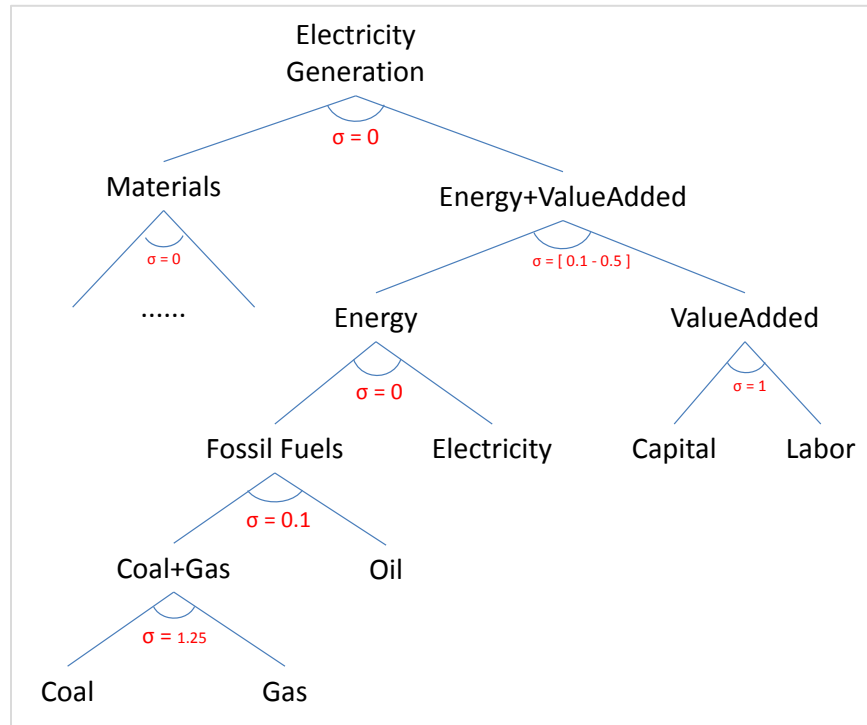 Electricity
Generation
σ = 0
Materials
Energy+ValueAdded
σ = 0
σ = [ 0.1 - 0.5 ]
......
Energy
ValueAdded
σ = 0
σ = 1
Fossil Fuels
Electricity
Capital
Labor
σ = 0.1
Coal+Gas
Oil
σ = 1.25
Coal
Gas